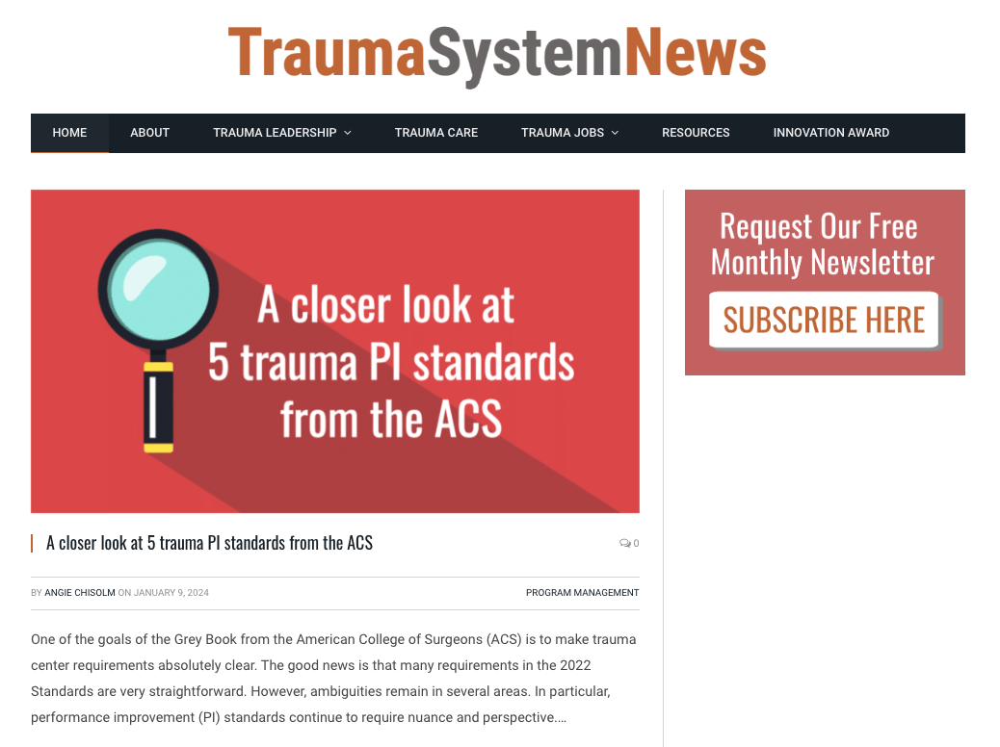 TraumaSystemNews
HOME ABOUT TRAUMA LEADERSHIP TRAUMA CARE TRAUMA JOBS RESOURCES INNOVATION AWARD
A closer look at
5 trauma PI standards
from the ACS
Request Our Free
Monthly Newsletter
SUBSCRIBE HERE
A closer look at 5 trauma PI standards from the ACS
0
BY ANGIE CHISOLM ON JANUARY 9, 2024
PROGRAM MANAGEMENT
One of the goals of the Grey Book from the American College of Surgeons (ACS) is to make trauma
center requirements absolutely clear. The good news is that many requirements in the 2022
Standards are very straightforward. However, ambiguities remain in several areas. In particular,
performance improvement (PI) standards continue to require nuance and perspective.…